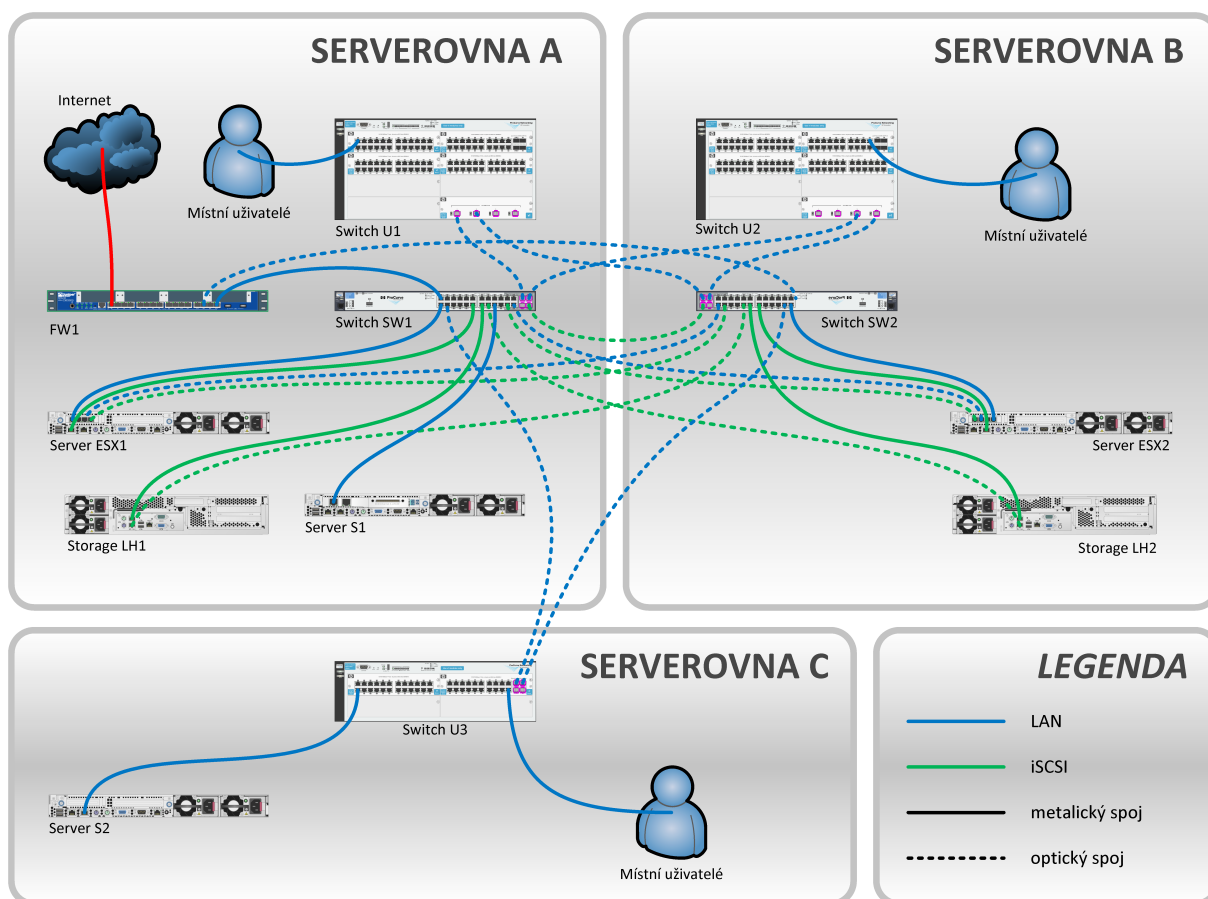 SERVEROVNA A
Internet
Místní uživatelé
Switch U1
FW1
Switch SW1
Server ESX1
Storage LH1
Server S1
SERVEROVNA B
Switch U2
Místní uživatelé
Switch SW2
Server ESX2
Storage LH2
SERVEROVNA C
Switch U3
Server S2
Místní uživatelé
LEGENDA
LAN
iSCSI
metalický spoj
optický spoj